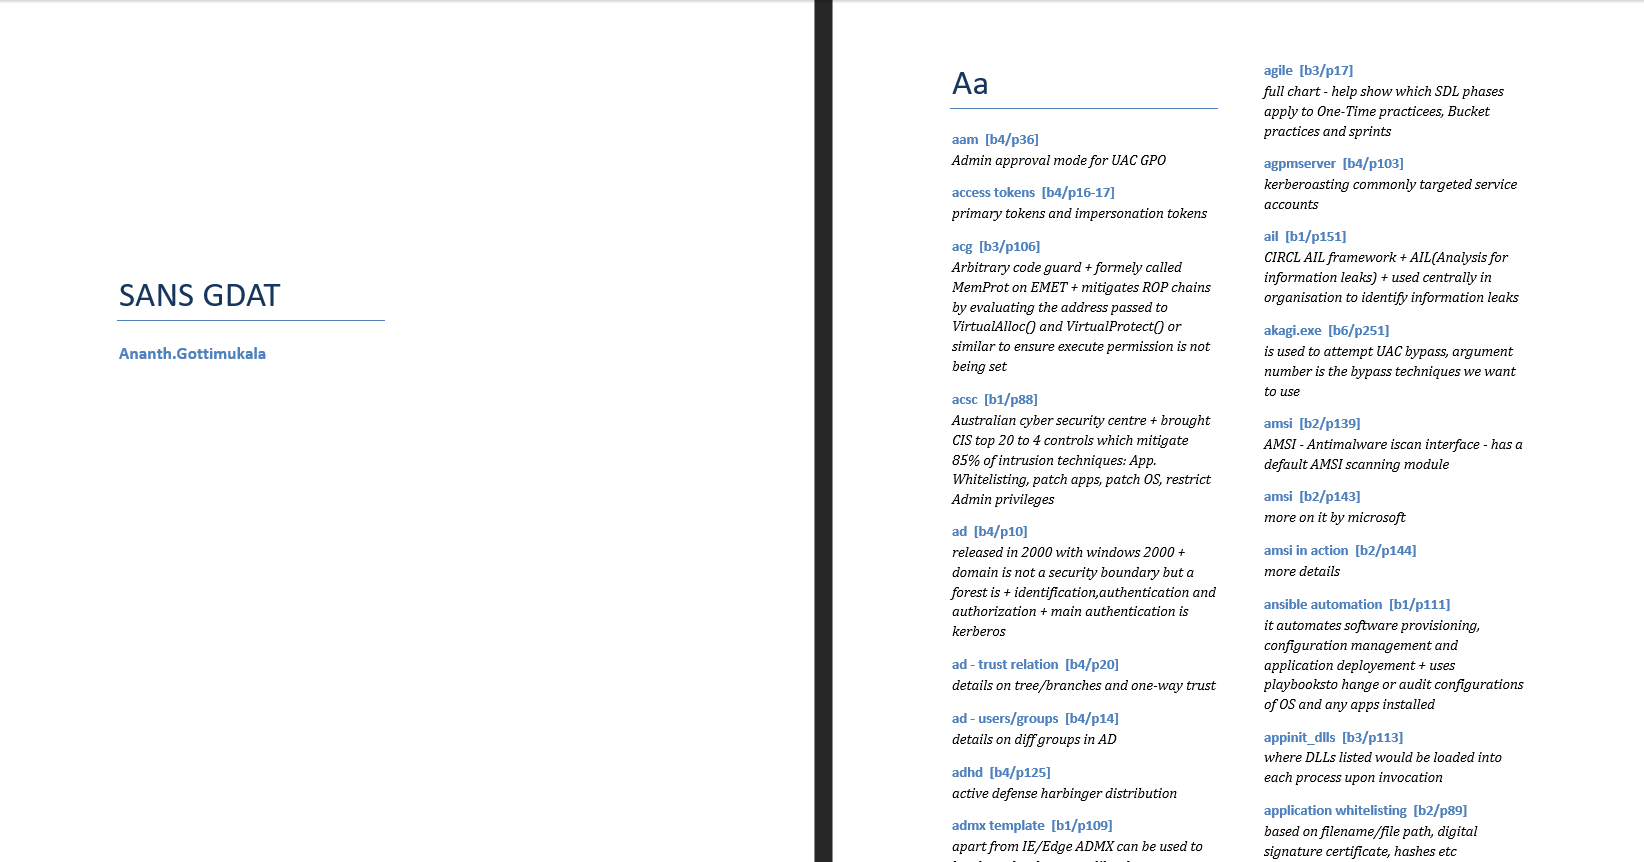 SANS GDAT
Ananth.Gottimukala
Aa
aam [b4/p36]
Admin approval mode for UAC GPO
access tokens [b4/p16-17]
primary tokens and impersonation tokens
acg [b3/p106]
Arbitrary code guard + formely called
MemProt on EMET + mitigates ROP chains
by evaluating the address passed to
VirtualAlloc() and VirtualProtect() or
similar to ensure execute permission is not
being set
acsc [b1/p88]
Australian cyber security centre + brought
CIS top 20 to 4 controls which mitigate
85% of intrusion techniques: App.
Whitelisting, patch apps, patch OS, restrict
Admin privileges
ad [b4/p10]
released in 2000 with windows 2000 +
domain is not a security boundary but a
forest is + identification,authentication and
authorization + main authentication is
kerberos
ad - trust relation [b4/p20]
details on tree/branches and one-way trust
ad - users/groups [b4/p14]
details on diff groups in AD
adhd [b4/p125]
active defense harbinger distribution
admx template [b1/p109]
apart from IE/Edge ADMX can be used to
agile [b3/p17]
full chart - help show which SDL phases
apply to One-Time practicees, Bucket
practices and sprints
agpmserver [b4/p103]
kerberoasting commonly targeted service
accounts
ail [b1/p151]
CIRCL AIL framework + AIL(Analysis for
information leaks) + used centrally in
organisation to identify information leaks
akagi.exe [b6/p251]
is used to attempt UAC bypass, argument
number is the bypass techniques we want
to use
amsi [b2/p139]
AMSI - Antimalware iscan interface - has a
default AMSI scanning module
amsi [b2/p143]
more on it by microsoft
amsi in action [b2/p144]
more details
ansible automation [b1/p111]
it automates software provisioning,
configuration management and
application deployement + uses
playbooksto hange or audit configurations
of OS and any apps installed
appinit_dlls [b3/p113]
where DLLs listed would be loaded into
each process upon invocation
application whitelisting [b2/p89]
based on filename/file path, digital
signature certificate, hashes etc